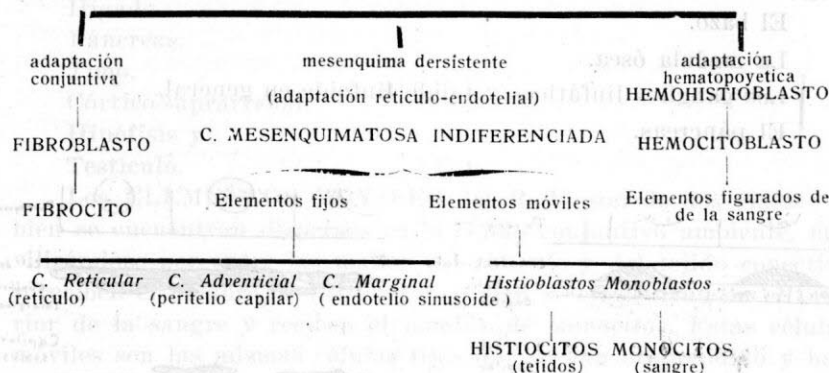 adaptación mesenquima dersistente adaptación
conjuntiva (adaptación reticulo-endotelial) hematopoyetica
HEMOHISTIOBLASTO
FIBROBLASTO C. MESENQUIMATOSA INDIFERENCIADA HEMOCITOBLASTO
FIBROCITO Elementos fijos Elementos móviles Elementos figurados de
de la sangre
C. Reticular C. Adventicial C. Marginal Histioblastos Monoblastos
(retículo) (peritelio capilar) (endotelio sinusoide
HISTIOCITOS MONOCITOS
(tejidos) (sangre)
El bazo.